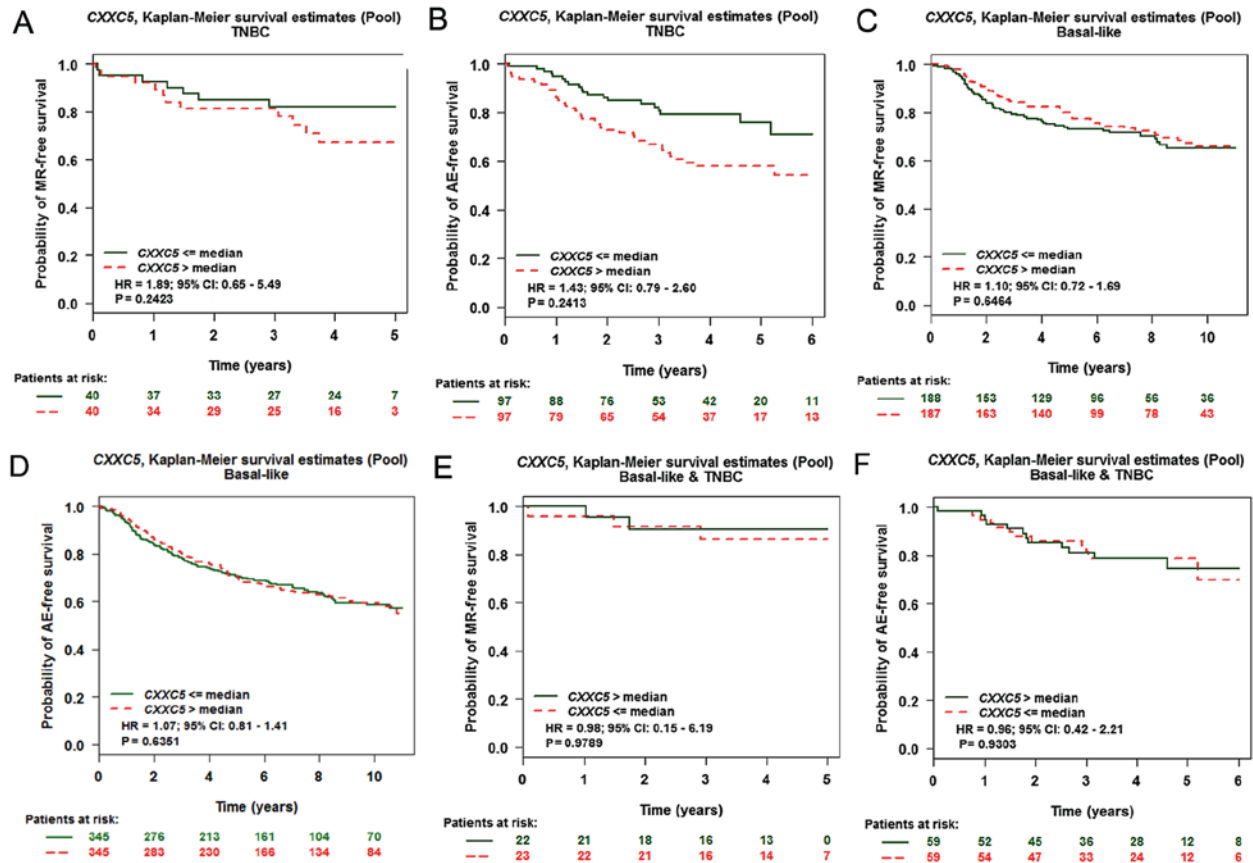 A
CXXC5, Kaplan-Meier survival estimates (Pool)
TNBC
Probability of MR-free survival
1.0
0.8
0.6
0.4
0.2
0.0
CXXC5 <= median
CXXC5 > median
HR = 1.89; 95% CI: 0.65 - 5.49
P = 0.2423
0 1 2 3 4 5
Time (years)
Patients at risk:
40 37 33 27 24 7
40 34 29 25 16 3
B
CXXC5, Kaplan-Meier survival estimates (Pool)
TNBC
Probability of AE-free survival
1.0
0.8
0.6
0.4
0.2
0.0
CXXC5 <= median
CXXC5 > median
HR = 1.43; 95% CI: 0.79 - 2.60
P = 0.2413
0 1 2 3 4 5 6
Time (years)
Patients at risk:
97 88 76 53 42 20 11
97 79 65 54 37 17 13
C
CXXC5, Kaplan-Meier survival estimates (Pool)
Basal-like
Probability of MR-free survival
1.0
0.8
0.6
0.4
0.2
0.0
CXXC5 <= median
CXXC5 > median
HR = 1.10; 95% CI: 0.72 - 1.69
P = 0.6464
0 2 4 6 8 10
Time (years)
Patients at risk:
188 153 129 96 56 36
187 163 140 99 78 43
D
CXXC5, Kaplan-Meier survival estimates (Pool)
Basal-like
Probability of AE-free survival
1.0
0.8
0.6
0.4
0.2
0.0
CXXC5 <= median
CXXC5 > median
HR = 1.07; 95% CI: 0.81 - 1.41
P = 0.6351
0 2 4 6 8 10
Time (years)
Patients at risk:
345 276 213 161 104 70
345 283 230 166 134 84
E
CXXC5, Kaplan-Meier survival estimates (Pool)
Basal-like & TNBC
Probability of MR-free survival
1.0
0.8
0.6
0.4
0.2
0.0
CXXC5 > median
CXXC5 <= median
HR = 0.98; 95% CI: 0.15 - 6.19
P = 0.9789
0 1 2 3 4 5
Time (years)
Patients at risk:
22 21 18 16 13 0
23 22 21 16 14 7
F
CXXC5, Kaplan-Meier survival estimates (Pool)
Basal-like & TNBC
Probability of AE-free survival
1.0
0.8
0.6
0.4
0.2
0.0
CXXC5 > median
CXXC5 <= median
HR = 0.96; 95% CI: 0.42 - 2.21
P = 0.9303
0 1 2 3 4 5 6
Time (years)
Patients at risk:
59 52 45 36 28 12 8
59 54 47 33 24 12 6